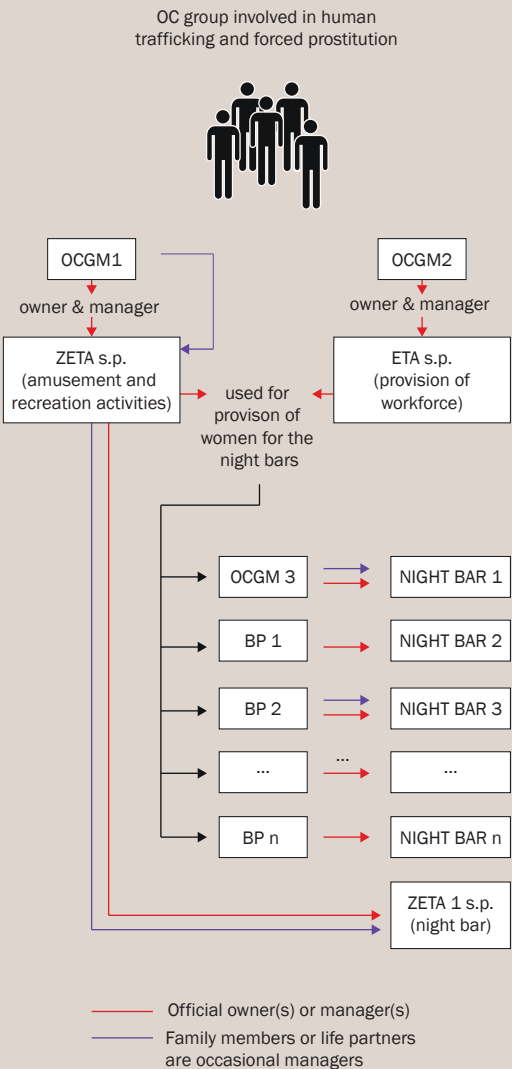 OC group involved in human
trafficking and forced prostitution
OCGM1
OCGM2
owner & manager
owner & manager
ZETA s.p.
(amusement and
recreation activities)
ETA s.p.
(provision of
workforce)
used for
provison of
women for the
night bars
OCGM 3
NIGHT BAR 1
BP 1
NIGHT BAR 2
BP 2
NIGHT BAR 3
...
...
...
BP n
NIGHT BAR n
ZETA 1 s.p.
(night bar)
Official owner(s) or manager(s)
Family members or life partners
are occasional managers